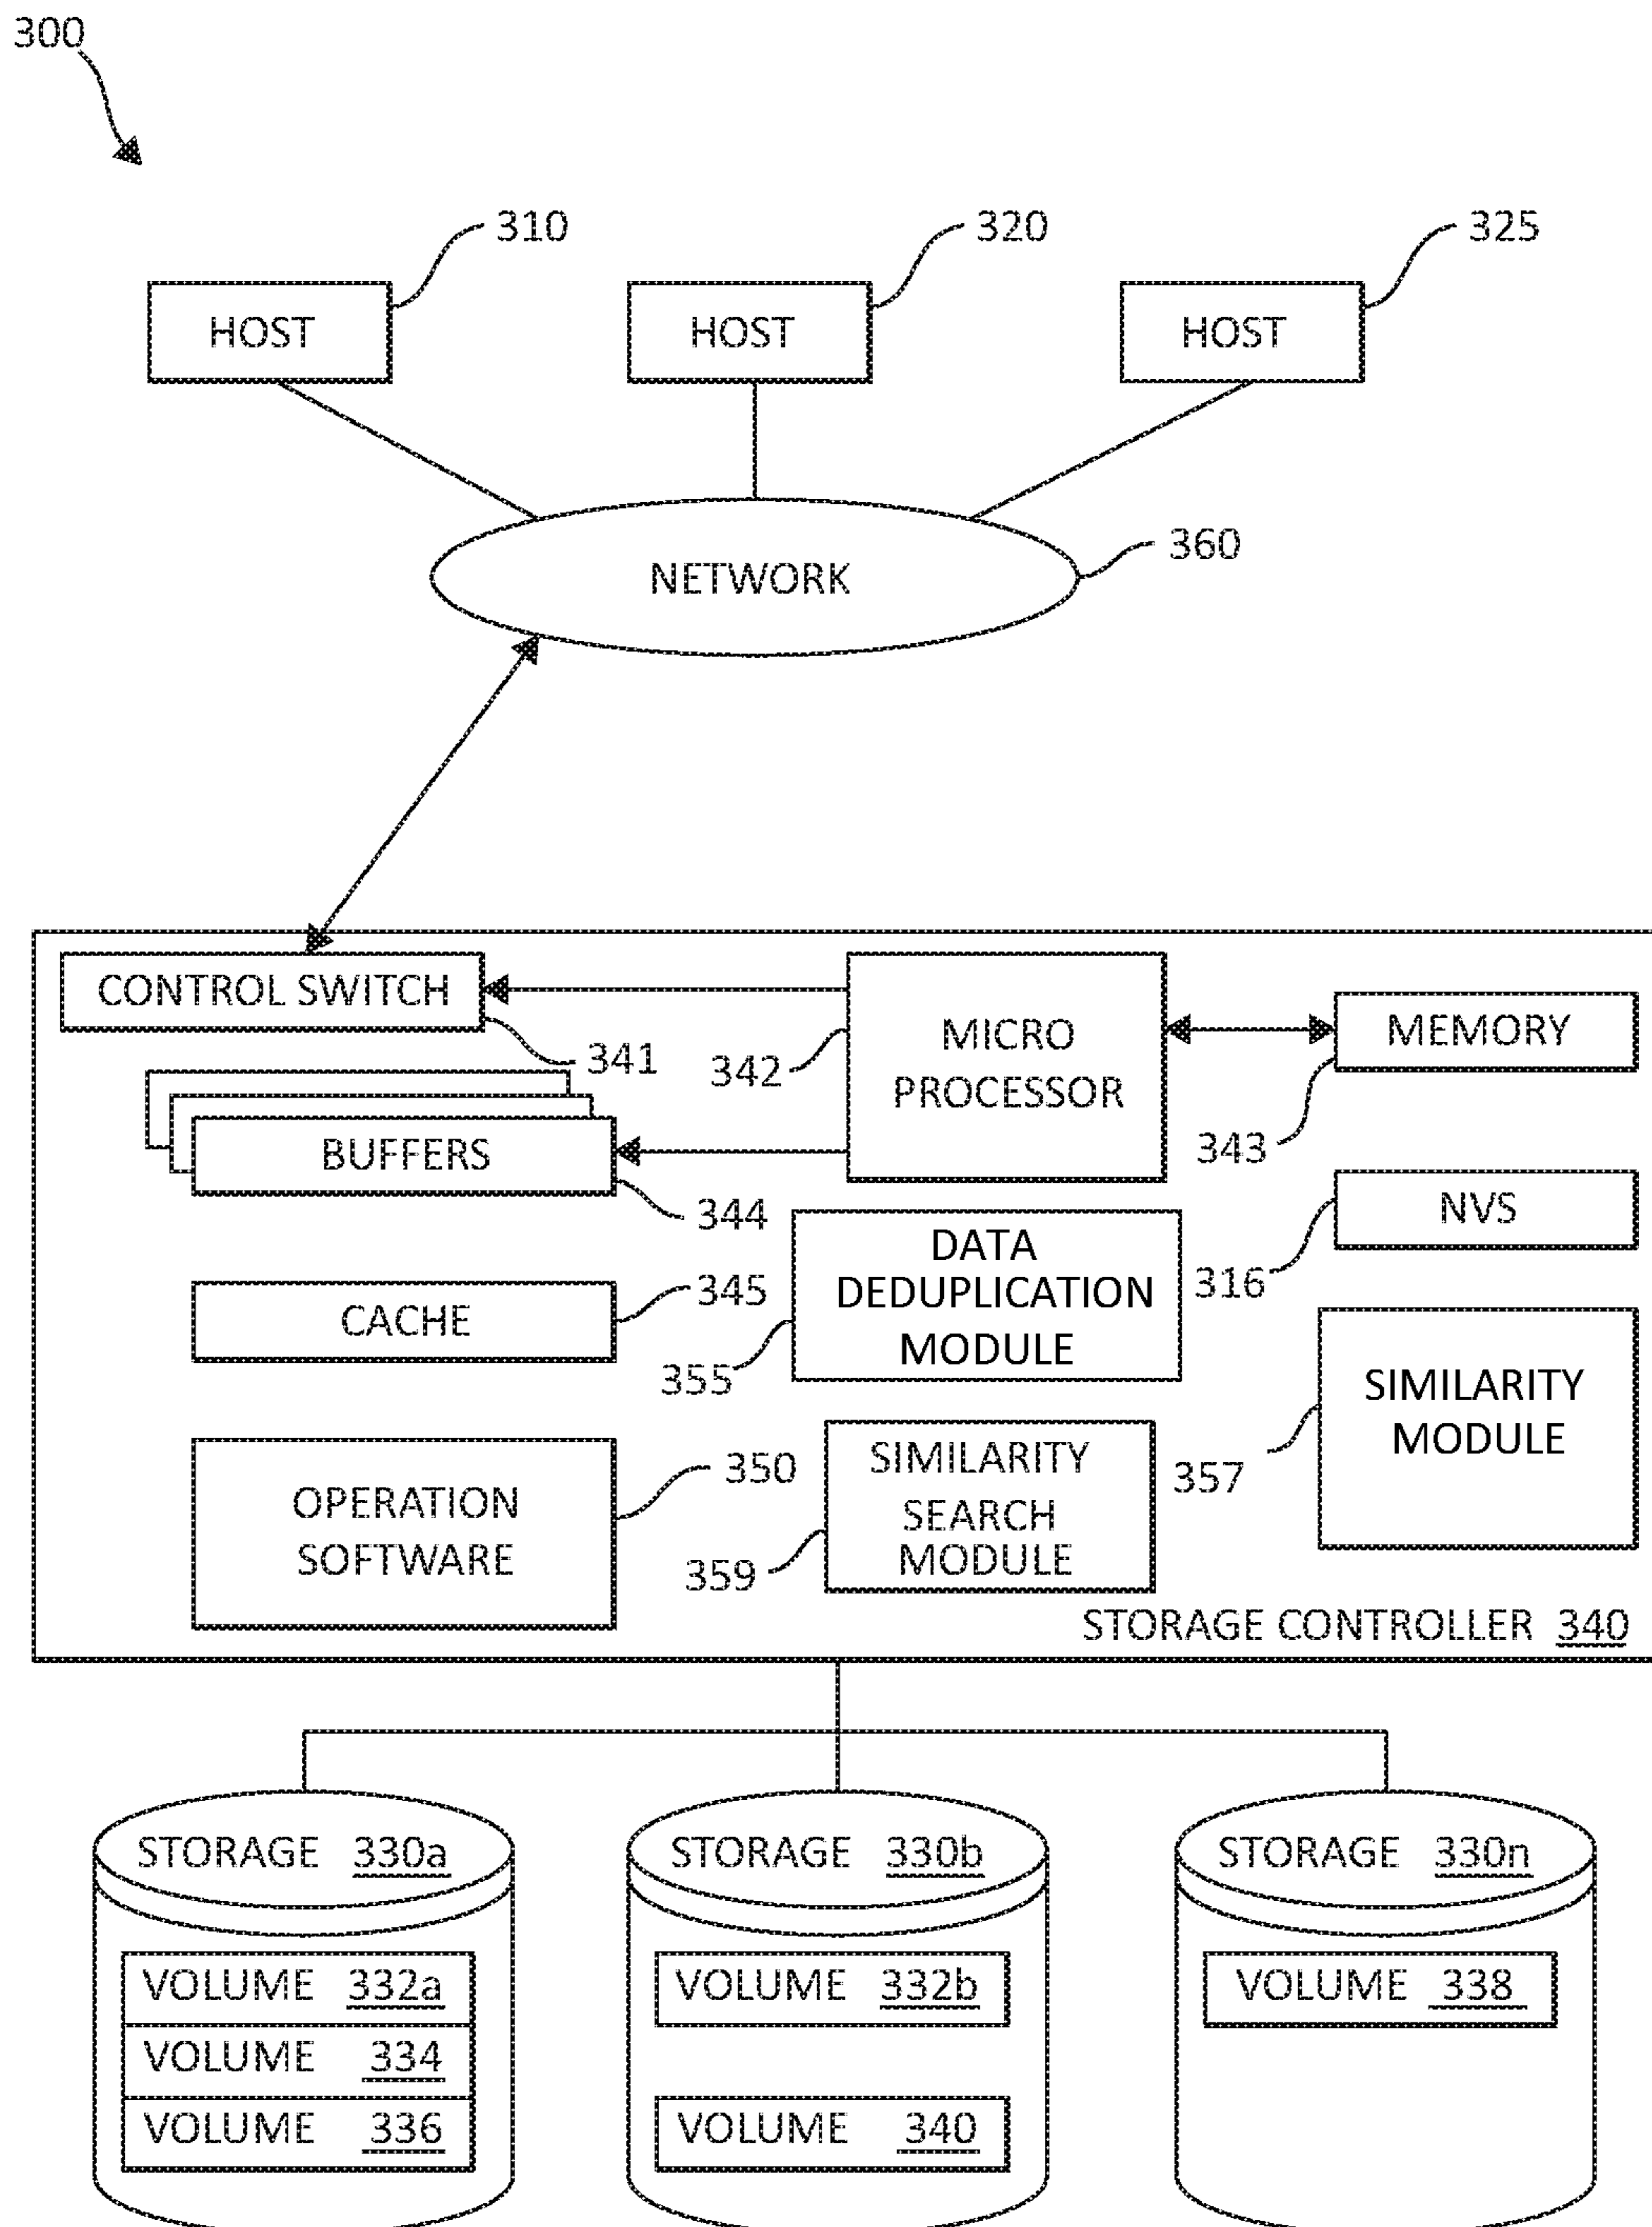 300
310
320
325
HOST
HOST
HOST
360
NETWORK
CONTROL SWITCH
341
342
MICRO
PROCESSOR
MEMORY
343
BUFFERS
344
NVS
316
CACHE
345
DATA
DEDUPLICATION
MODULE
355
SIMILARITY
MODULE
357
OPERATION
SOFTWARE
350
SIMILARITY
SEARCH
MODULE
359
STORAGE CONTROLLER 340
STORAGE 330a
VOLUME 332a
VOLUME 334
VOLUME 336
STORAGE 330b
VOLUME 332b
VOLUME 340
STORAGE 330n
VOLUME 338